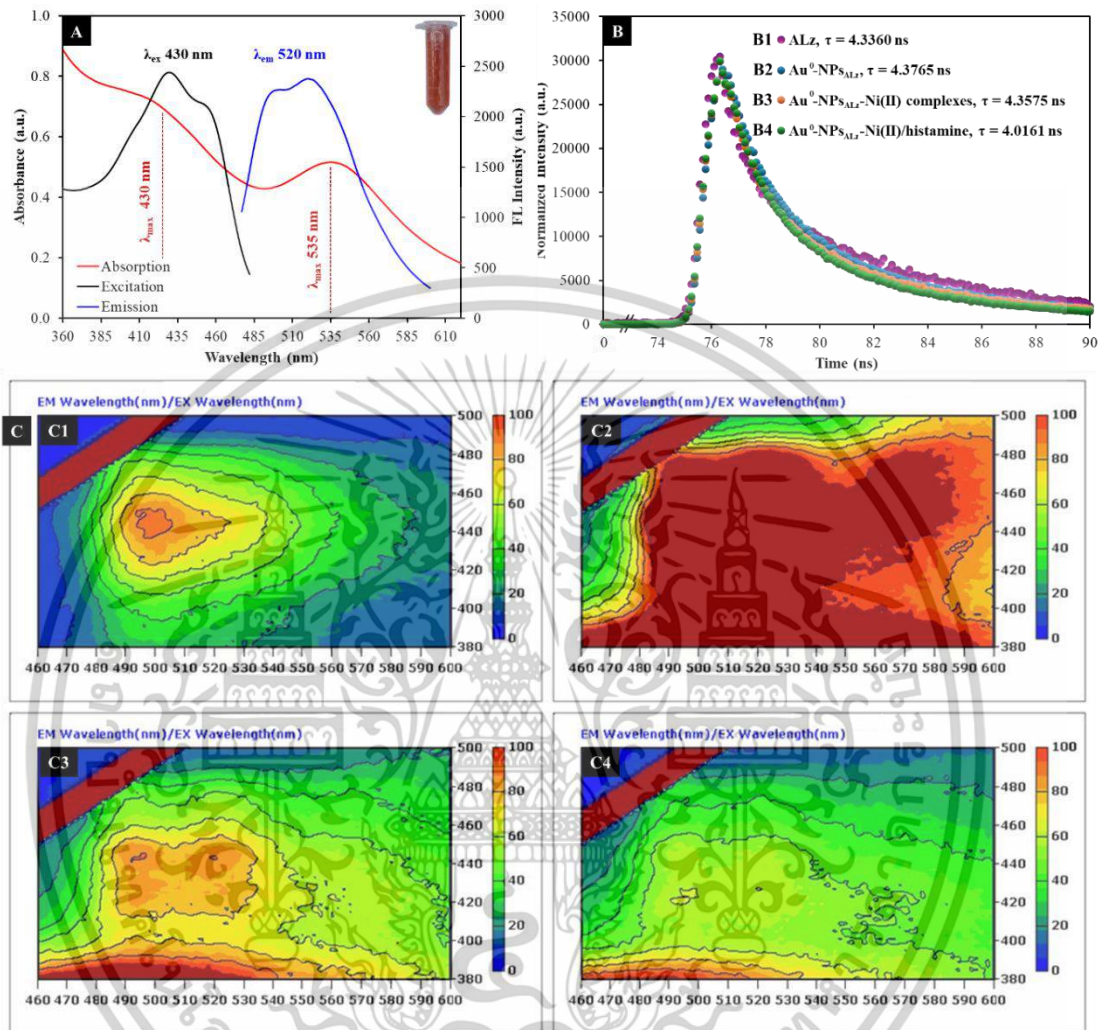 A
λex 430 nm
λem 520 nm
λmax 430 nm
λmax 535 nm
Absorption
Excitation
Emission
Absorbance (a.u.)
1.0
0.8
0.6
0.4
0.2
0.0
FL Intensity (a.u.)
3000
2500
2000
1500
1000
500
0
360 385 410 435 460 485 510 535 560 585 610
Wavelength (nm)
B
B1 ALz, τ = 4.3360 ns
B2 Au⁰-NPsALz, τ = 4.3765 ns
B3 Au⁰-NPsALz-Ni(II) complexes, τ = 4.3575 ns
B4 Au⁰-NPsALz-Ni(II)/histamine, τ = 4.0161 ns
Normalized Intensity (a.u.)
35000
30000
25000
20000
15000
10000
5000
0
0 74 76 78 80 82 84 86 88 90
Time (ns)
C
EM Wavelength(nm)/EX Wavelength(nm)
C1
500
480
460
440
420
400
380
100
80
60
40
20
0
460 470 480 490 500 510 520 530 540 550 560 570 580 590 600
EM Wavelength(nm)/EX Wavelength(nm)
C2
500
480
460
440
420
400
380
100
80
60
40
20
0
460 470 480 490 500 510 520 530 540 550 560 570 580 590 600
EM Wavelength(nm)/EX Wavelength(nm)
C3
500
480
460
440
420
400
380
100
80
60
40
20
0
460 470 480 490 500 510 520 530 540 550 560 570 580 590 600
EM Wavelength(nm)/EX Wavelength(nm)
C4
500
480
460
440
420
400
380
100
80
60
40
20
0
460 470 480 490 500 510 520 530 540 550 560 570 580 590 600